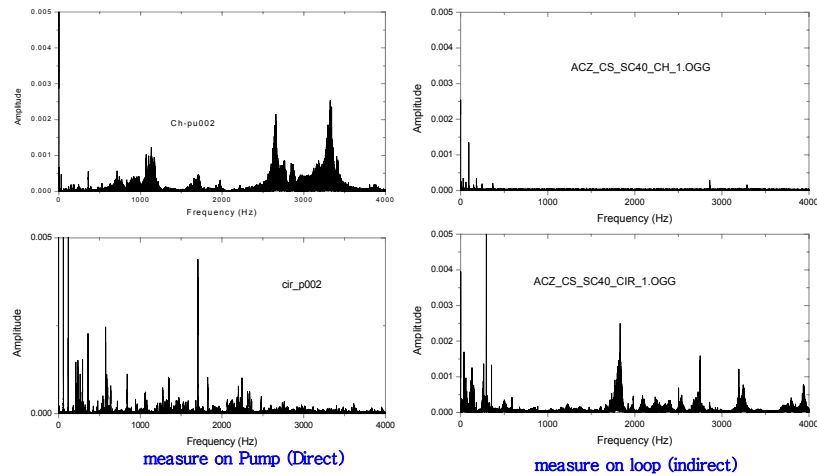 0.005
0.004
0.003
0.002
0.001
0.000
Amplitude
Ch-pu002
0 1000 2000 3000 4000
Frequency (Hz)
0.005
0.004
0.003
0.002
0.001
0.000
Amplitude
ACZ_CS_SC40_CH_1.OGG
0 1000 2000 3000 4000
Frequency (Hz)
0.005
0.000
Amplitude
cir_p002
0 1000 2000 3000 4000
Frequency (Hz)
measure on Pump (Direct)
0.005
0.004
0.003
0.002
0.001
0.000
Amplitude
ACZ_CS_SC40_CIR_1.OGG
0 1000 2000 3000 4000
Frequency (Hz)
measure on loop (indirect)